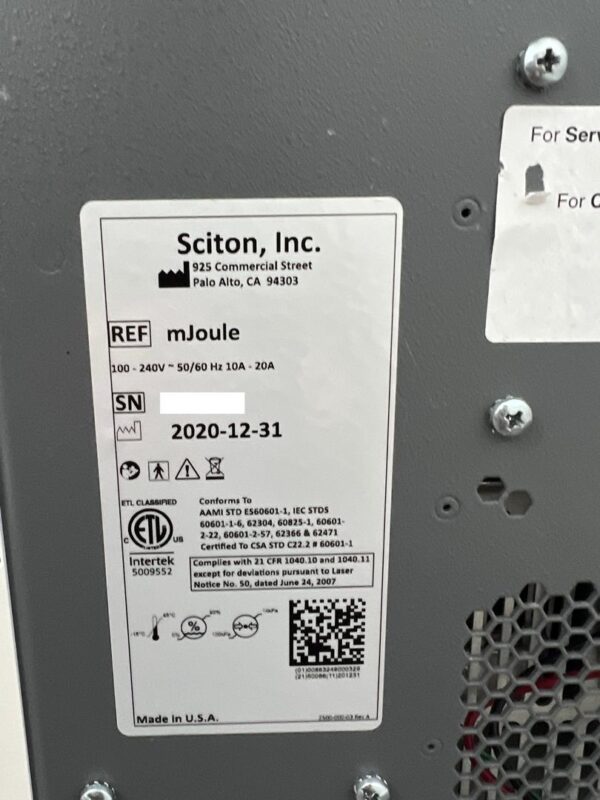 For Serv
For C
Sciton, Inc.
925 Commercial Street
Palo Alto, CA 94303
REF mJoule
100 - 240V ~ 50/60 Hz 10A - 20A
SN
2020-12-31
ETL CLASSIFIED
C ETL US
Intertek
5009552
Conforms To
AAMI STD ES60601-1, IEC STDS
60601-1-6, 62304, 60825-1, 60601-
2-22, 60601-2-57, 62366 & 62471
Certified To CSA STD C22.2 # 60601-1
Complies with 21 CFR 1040.10 and 1040.11
except for deviations pursuant to Laser
Notice No. 50, dated June 24, 2007
%
Made in U.S.A.